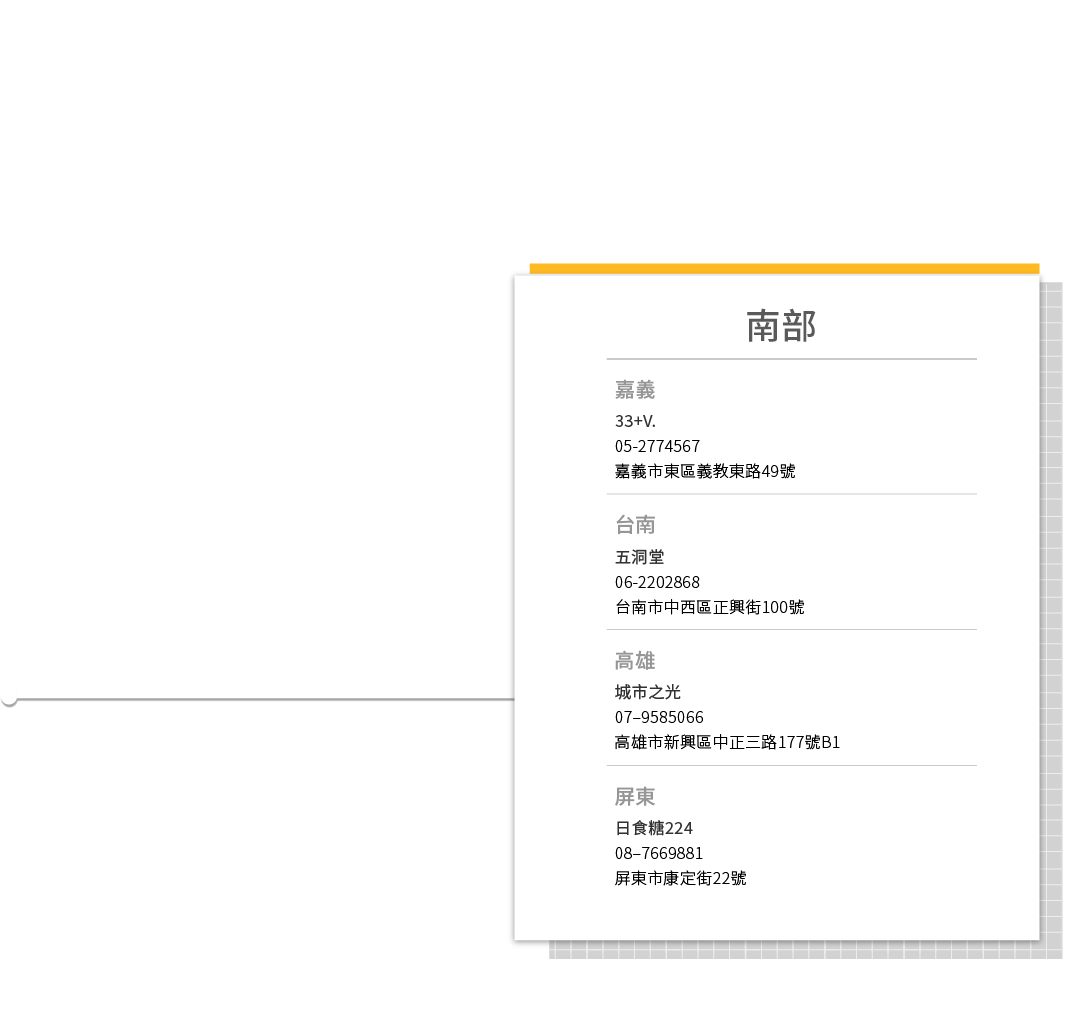 南部
嘉義
33+V.
05-2774567
嘉義市東區義教東路49號
台南
五洞堂
06-2202868
台南市中西區正興街100號
高雄
城市之光
07–9585066
高雄市新興區中正三路177號B1
屏東
日食糖224
08–7669881
屏東市康定街22號